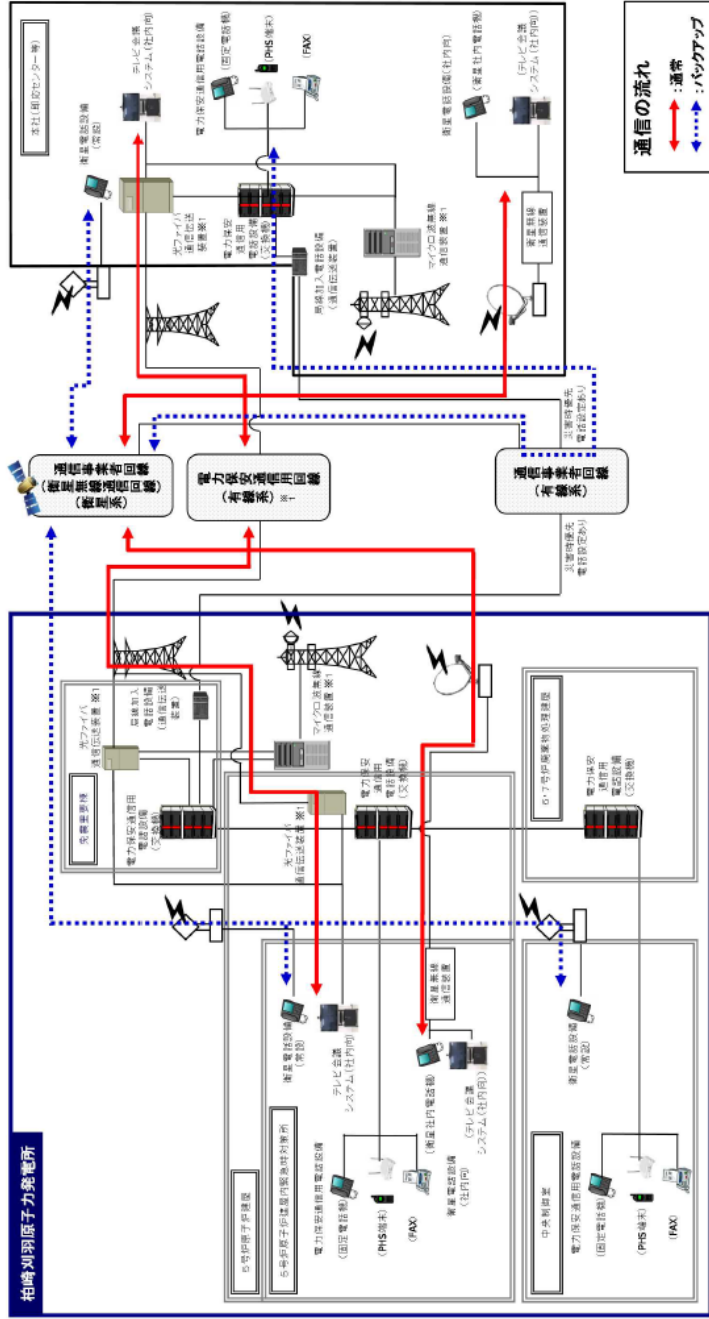 柏崎刈羽原子力発電所
5号炉原子炉建屋
5号炉原子炉建屋内緊急時対策所
電力保安通信用電話設備
(固定電話機)
(PHS端末)
(FAX)
衛星電話設備
(常設)
テレビ会議
システム(社内向)
衛星電話設備
(社内向)
(衛星社内電話機)
(テレビ会議
システム(社内向))
衛星無線
通信装置
中央制御室
電力保安通信用電話設備
(固定電話機)
(PHS端末)
(FAX)
衛星電話設備
(常設)
免震重要棟
電力保安通信用
電話設備
(交換機)
光ファイバ
通信伝送装置 ※1
局線加入
電話設備
(通信伝送
装置)
マイクロ波無線
通信装置 ※1
光ファイバ
通信伝送装置 ※1
電力保安
通信用
電話設備
(交換機)
6・7号炉廃棄物処理建屋
電力保安
通信用
電話設備
(交換機)
通信事業者回線
(衛星無線通信回線)
(衛星系)
電力保安通信用回線
(有線系) ※1
通信事業者回線
(有線系)
災害時優先
電話設定あり
災害時優先
電話設定あり
本社(即応センター等)
衛星電話設備
(常設)
テレビ会議
システム(社内向)
光ファイバ
通信伝送
装置※1
電力保安
通信用
電話設備
(交換機)
電力保安通信用電話設備
(固定電話機)
(PHS端末)
(FAX)
局線加入電話設備
(通信伝送装置)
マイクロ波無線
通信装置 ※1
衛星電話設備(社内向)
(衛星社内電話機)
(テレビ会議
システム(社内向))
衛星無線
通信装置
通信の流れ
:通常
:バックアップ